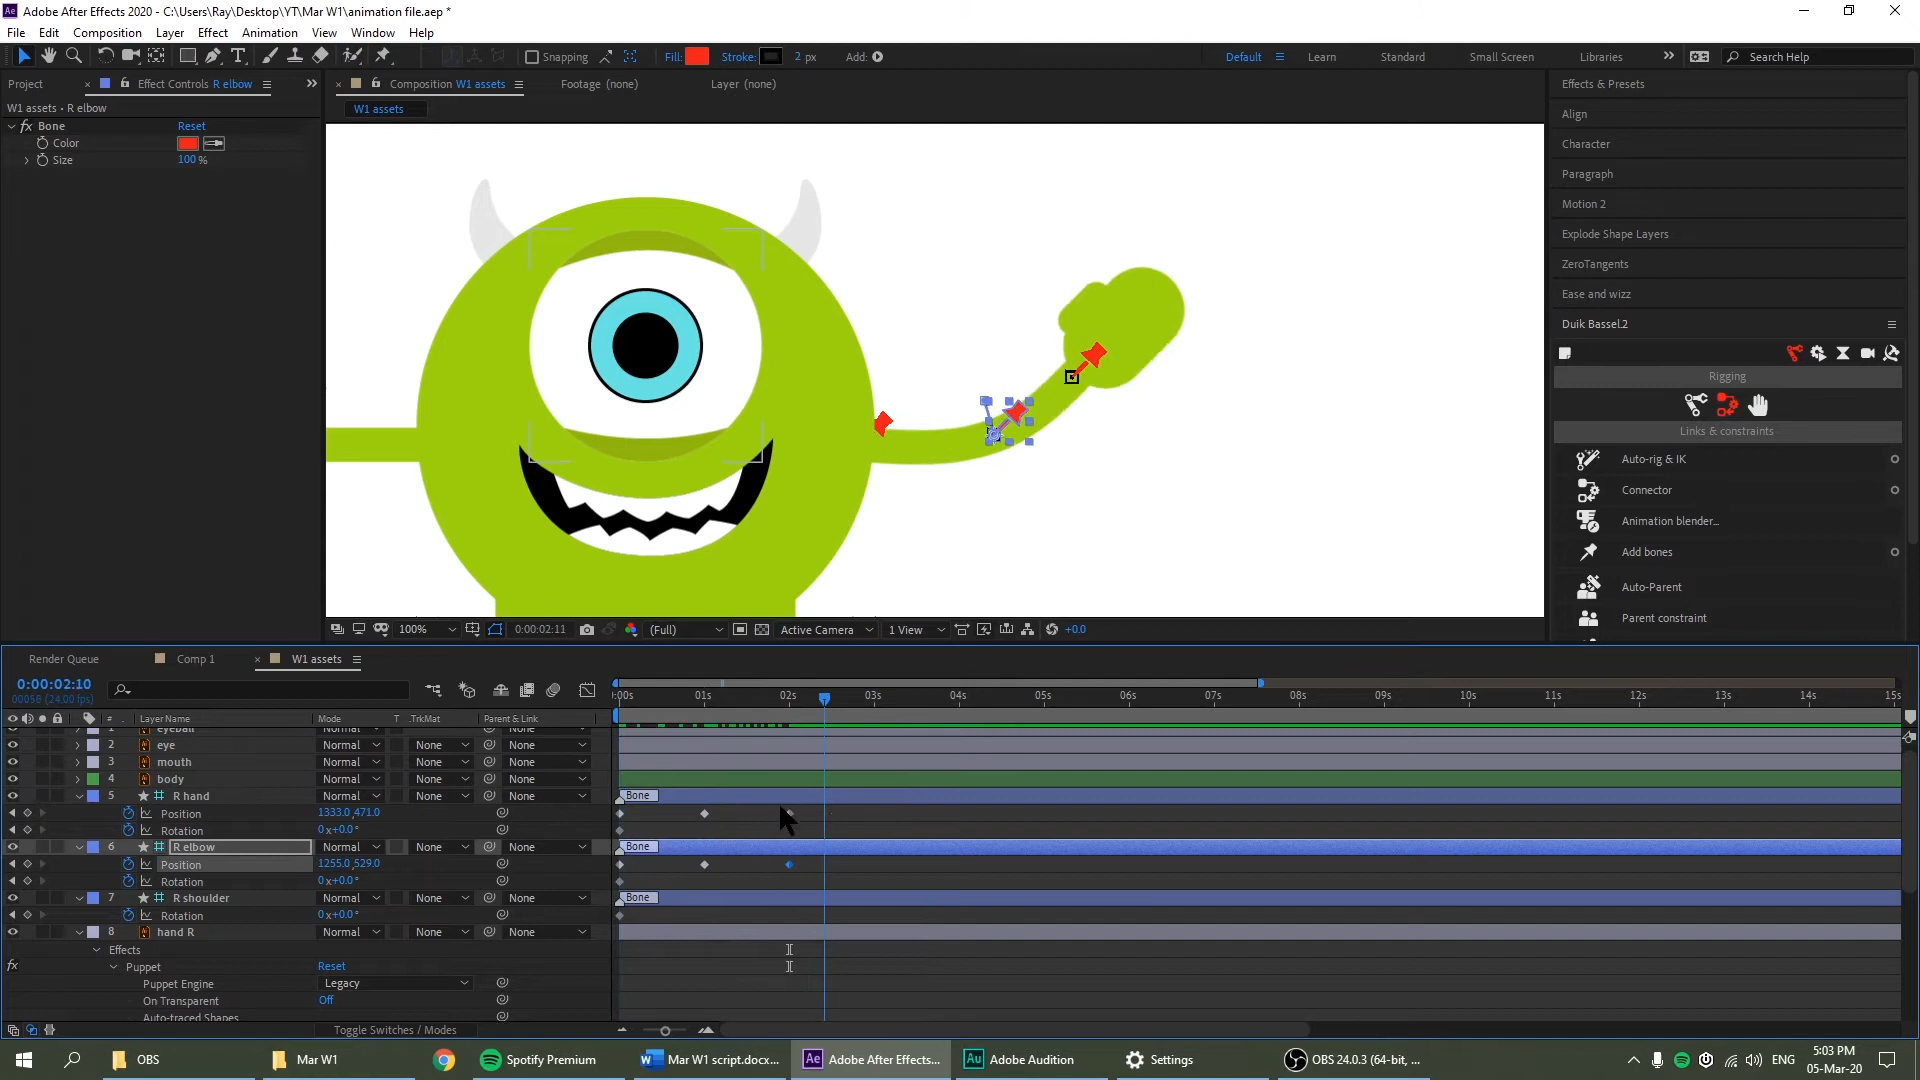 Adobe After Effects 2020 - C:\Users\Ray\Desktop\YT\Mar W1\animation file.aep *
File Edit Composition Layer Effect Animation View Window Help
Snapping Fill: Stroke: 2 px Add: Default Learn Standard Small Screen Libraries Search Help
Project Effect Controls R elbow Composition W1 assets Footage (none) Layer (none) Effects & Presets
W1 assets • R elbow W1 assets
fx Bone Reset
Color
Size 100 %
Align
Character
Paragraph
Motion 2
Explode Shape Layers
ZeroTangents
Ease and wizz
Duik Bassel.2
Rigging
Links & constraints
Auto-rig & IK
Connector
Animation blender...
Add bones
Auto-Parent
Parent constraint
100% 0:00:02:11 (Full) Active Camera 1 View +0.0
Render Queue Comp 1 W1 assets
0:00:02:10
00058 (24.00 fps)
:00s 01s 02s 03s 04s 05s 06s 07s 08s 09s 10s 11s 12s 13s 14s 15s
# Layer Name Mode T .TrkMat Parent & Link
1 eyeball Normal None None
2 eye Normal None None
3 mouth Normal None None
4 body Normal None None
5 R hand Normal None None Bone
Position 1333.0,471.0
Rotation 0x+0.0°
6 R elbow Normal None None Bone
Position 1255.0,529.0
Rotation 0x+0.0°
7 R shoulder Normal None None Bone
Rotation 0x+0.0°
8 hand R Normal None None
Effects
fx Puppet Reset
Puppet Engine Legacy
On Transparent Off
Auto-traced Shapes
Toggle Switches / Modes
OBS Mar W1 Spotify Premium Mar W1 script.docx... Adobe After Effects... Adobe Audition Settings OBS 24.0.3 (64-bit, ... ENG 5:03 PM
05-Mar-20